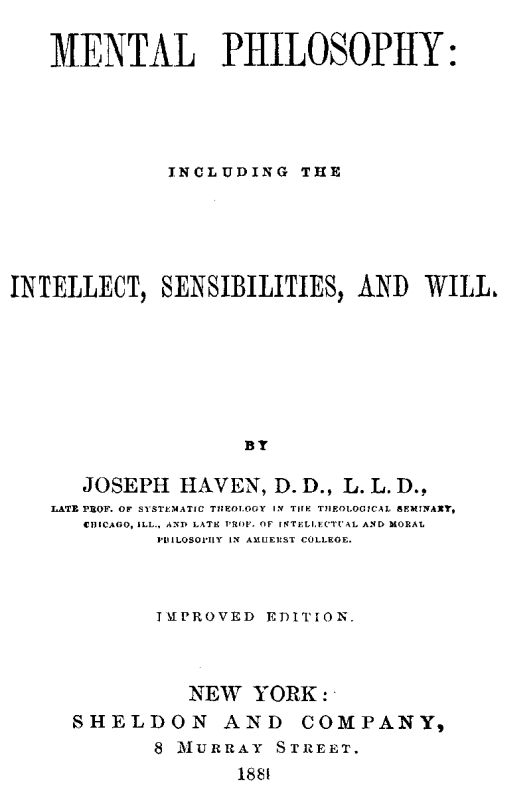 MENTAL PHILOSOPHY:
INCLUDING THE
INTELLECT, SENSIBILITIES, AND WILL.
BY
JOSEPH HAVEN, D. D., L. L. D.,
LATE PROF. OF SYSTEMATIC THEOLOGY IN THE THEOLOGICAL SEMINARY,
CHICAGO, ILL., AND LATE PROF. OF INTELLECTUAL AND MORAL
PHILOSOPHY IN AMHERST COLLEGE.
IMPROVED EDITION.
NEW YORK:
SHELDON AND COMPANY,
8 MURRAY STREET.
1881